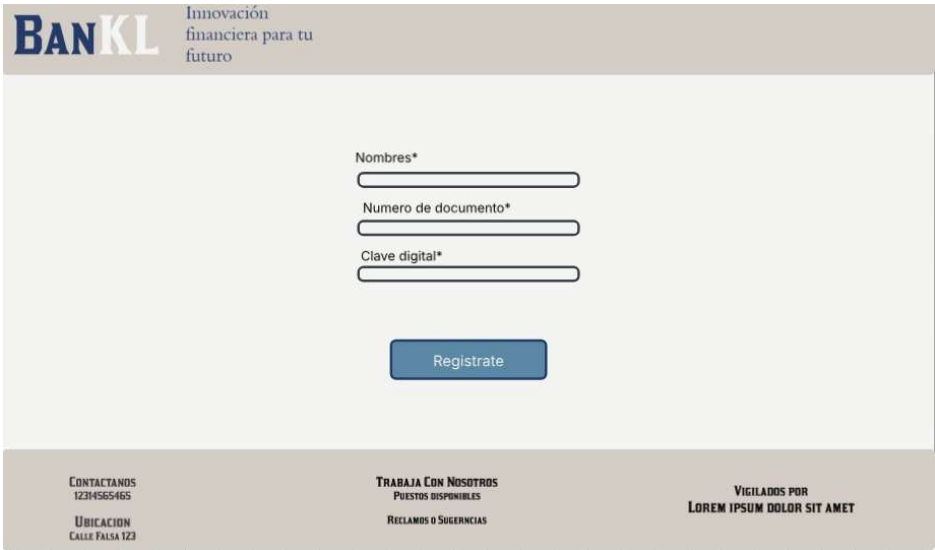 BANKL
Innovación
financiera para tu
futuro
Nombres*
Numero de documento*
Clave digital*
Registrate
CONTACTANOS
12314565465
UBICACION
CALLE FALSA 123
TRABAJA CON NOSOTROS
PUESTOS DISPONIBLES
RECLAMOS O SUGERNCIAS
VIGILADOS POR
LOREM IPSUM DOLOR SIT AMET